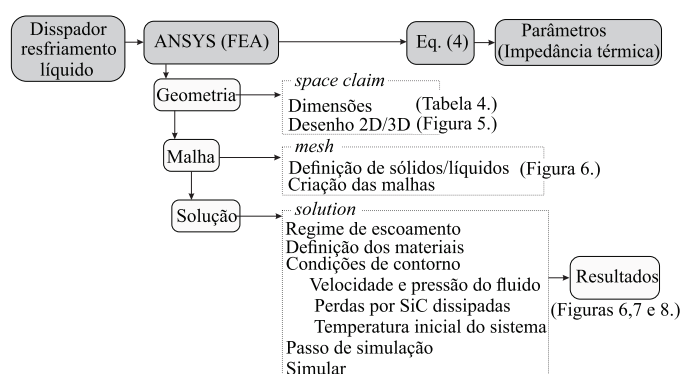 Disspador
resfriamento
líquido
ANSYS (FEA)
Eq. (4)
Parâmetros
(Impedância térmica)
Geometria
space claim
Dimensões (Tabela 4.)
Desenho 2D/3D (Figura 5.)
Malha
mesh
Definição de sólidos/líquidos (Figura 6.)
Criação das malhas
Solução
solution
Regime de escoamento
Definição dos materiais
Condições de contorno
Velocidade e pressão do fluido
Perdas por SiC dissipadas
Temperatura inicial do sistema
Passo de simulação
Simular
Resultados
(Figuras 6,7 e 8.)